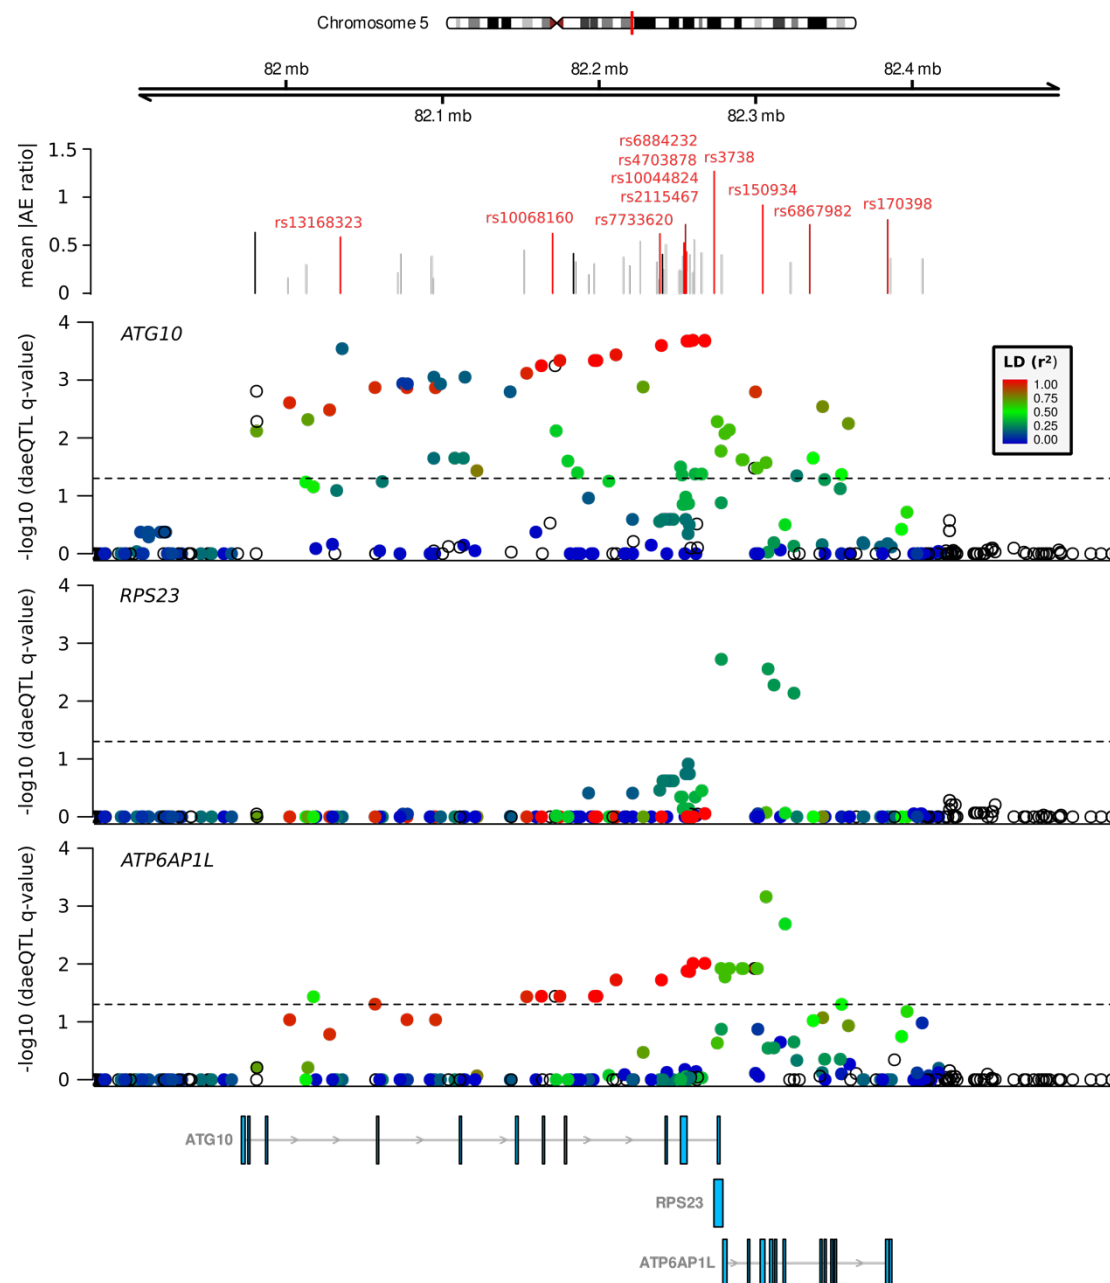 Chromosome 5
82 mb
82.2 mb
82.4 mb
82.1 mb
82.3 mb
mean |AE ratio|
1.5
1
0.5
0
rs6884232
rs4703878
rs3738
rs10044824
rs150934
rs2115467
rs170398
rs6867982
rs10068160
rs7733620
rs13168323
-log10 (daeQTL q-value)
4
3
2
1
0
ATG10
LD (r²)
1.00
0.75
0.50
0.25
0.00
-log10 (daeQTL q-value)
4
3
2
1
0
RPS23
-log10 (daeQTL q-value)
4
3
2
1
0
ATP6AP1L
ATG10
RPS23
ATP6AP1L